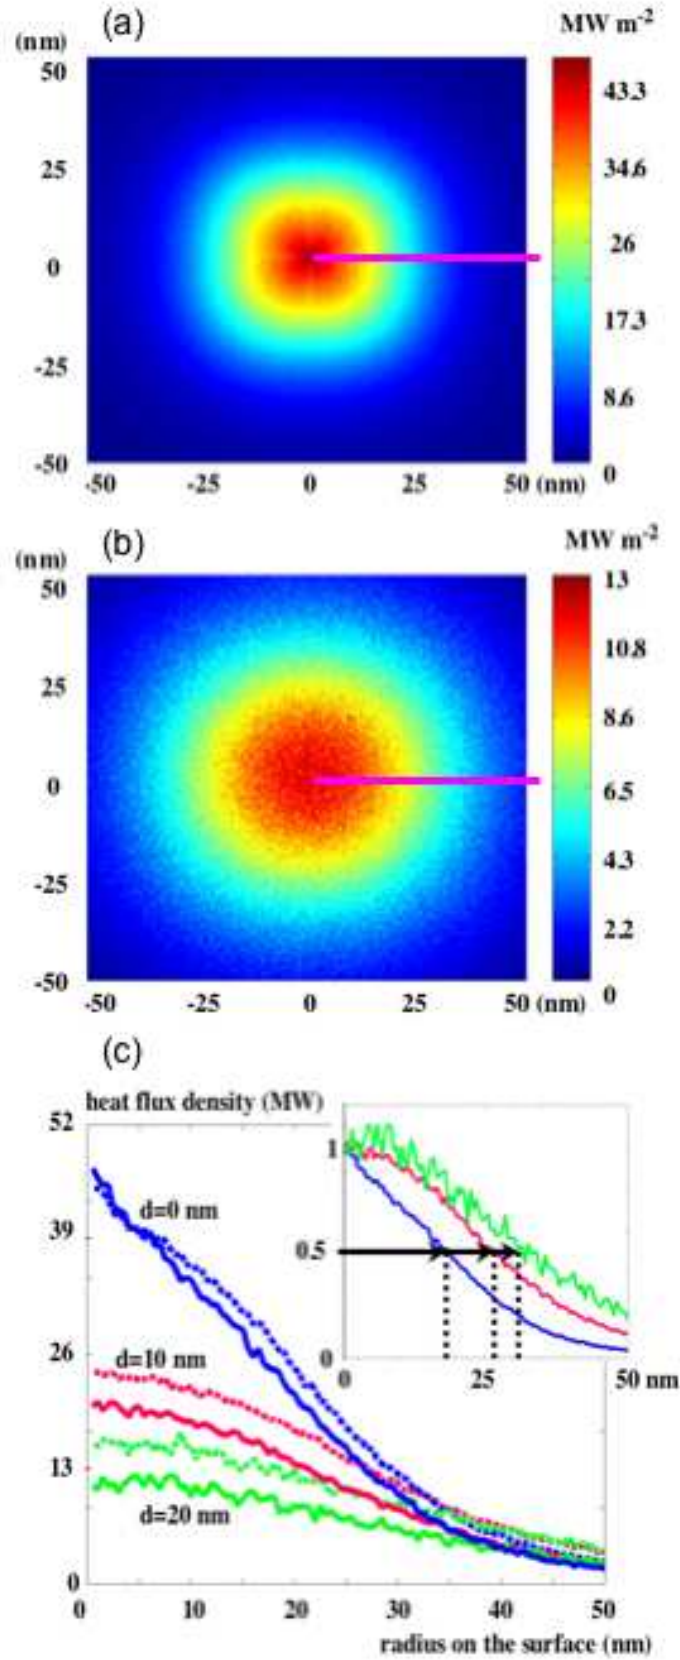 (a)
MW m-2
(nm)
50
43.3
25
34.6
26
0
17.3
-25
8.6
-50
0
-50 -25 0 25 50 (nm)
(b)
MW m-2
(nm)
50
13
10.8
25
8.6
0
6.5
4.3
-25
2.2
-50
0
-50 -25 0 25 50 (nm)
(c)
heat flux density (MW)
52
1
d=0 nm
39
0.5
26
d=10 nm
0
0 25 50 nm
13
d=20 nm
0
0 10 20 30 40 50
radius on the surface (nm)